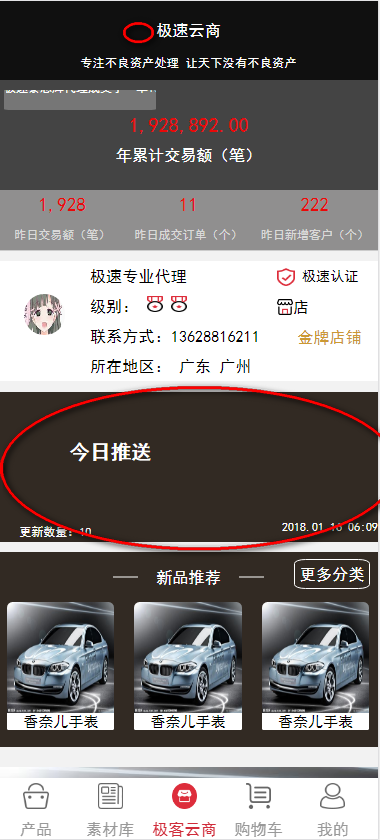 极速云商
专注不良资产处理 让天下没有不良资产
1,928,892.00
年累计交易额（笔）
1,928 11 222
昨日交易额（笔） 昨日成交订单（个） 昨日新增客户（个）
极速专业代理 极速认证
级别： 店
联系方式：13628816211 金牌店铺
所在地区： 广东 广州
今日推送
更新数量：10 2018.01.16 06:09
新品推荐 更多分类
香奈儿手表 香奈儿手表 香奈儿手表
产品 素材库 极客云商 购物车 我的